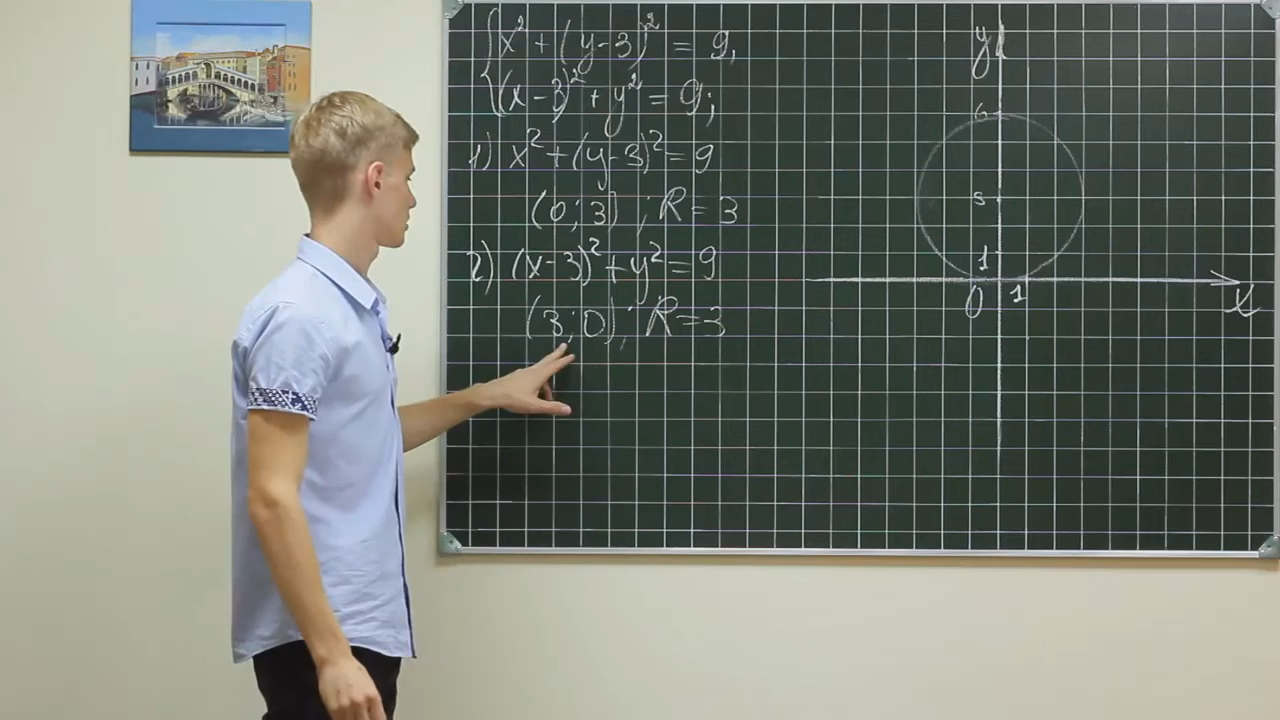 {x² + (y-3)² = 9,
(x-3)² + y² = 9;
1) x² + (y-3)² = 9
(0; 3) ; R = 3
2) (x-3)² + y² = 9
(3; 0); R = 3
y
6
3
1
0 1
x